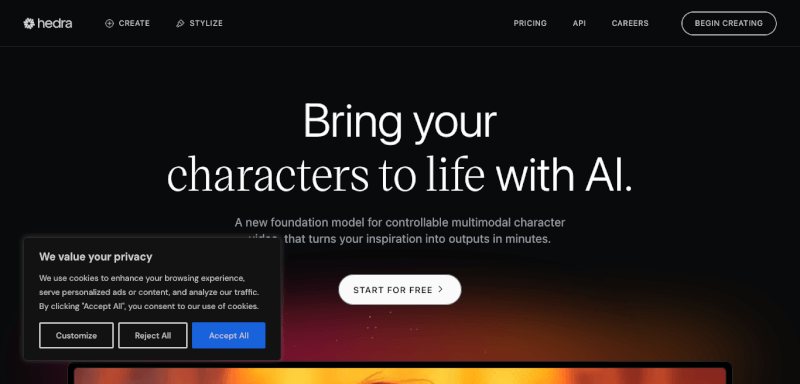 hedra
CREATE
STYLIZE
PRICING
API
CAREERS
BEGIN CREATING
Bring your
characters to life with AI.
A new foundation model for controllable multimodal character
that turns your inspiration into outputs in minutes.
START FOR FREE
We value your privacy
We use cookies to enhance your browsing experience,
serve personalized ads or content, and analyze our traffic.
By clicking "Accept All", you consent to our use of cookies.
Customize
Reject All
Accept All